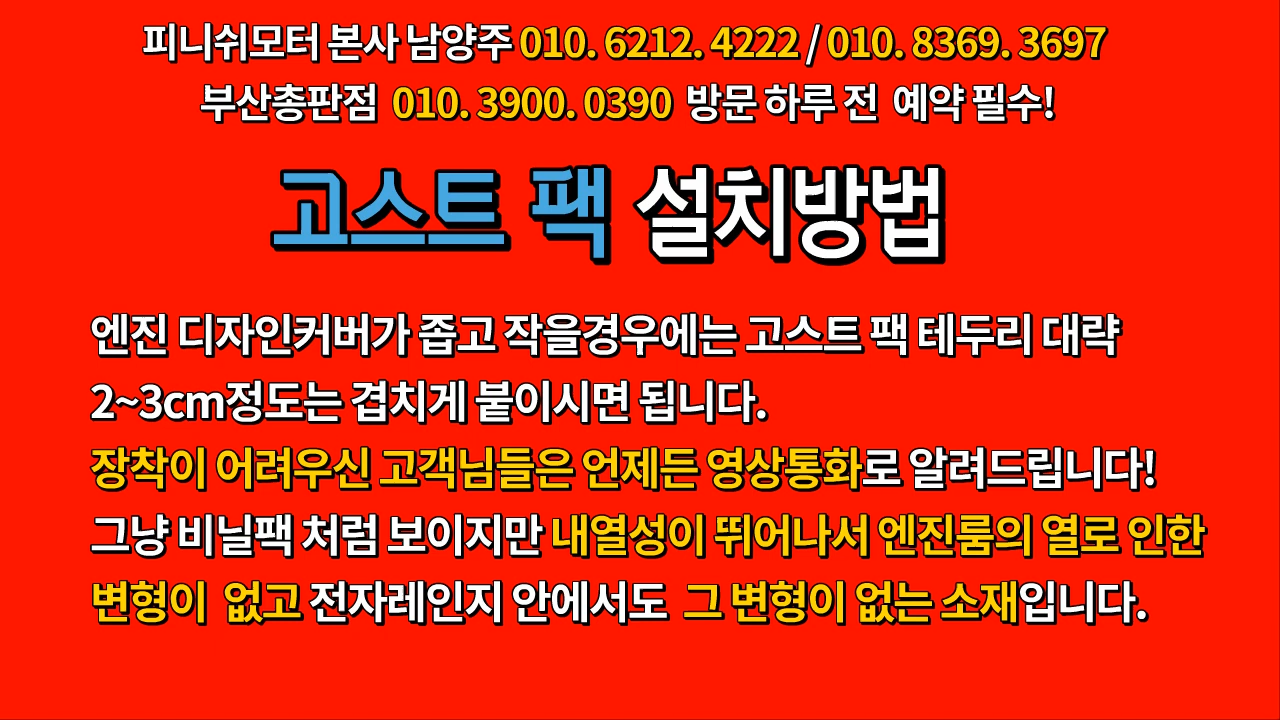 피니쉬모터 본사 남양주 010. 6212. 4222 / 010. 8369. 3697
부산총판점 010. 3900. 0390 방문 하루 전 예약 필수!
고스트 팩 설치방법
엔진 디자인커버가 좁고 작을경우에는 고스트 팩 테두리 대략
2~3cm정도는 겹치게 붙이시면 됩니다.
장착이 어려우신 고객님들은 언제든 영상통화로 알려드립니다!
그냥 비닐팩 처럼 보이지만 내열성이 뛰어나서 엔진룸의 열로 인한
변형이 없고 전자레인지 안에서도 그 변형이 없는 소재입니다.